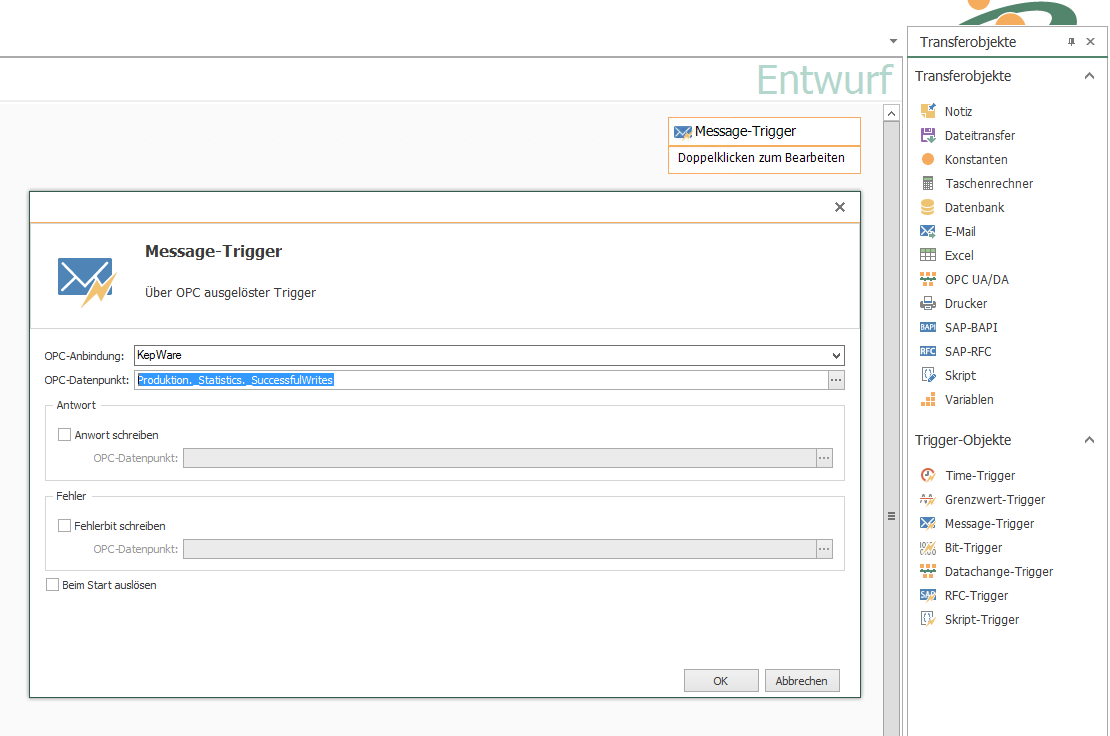 Transferobjekte
Entwurf
Message-Trigger
Doppelklicken zum Bearbeiten
Message-Trigger
Über OPC ausgelöster Trigger
OPC-Anbindung: KepWare
OPC-Datenpunkt: Produktion._Statistics._SuccessfulWrites ...
Antwort
Anwort schreiben
OPC-Datenpunkt: ...
Fehler
Fehlerbit schreiben
OPC-Datenpunkt: ...
Beim Start auslösen
OK Abbrechen
Transferobjekte
Notiz
Dateitransfer
Konstanten
Taschenrechner
Datenbank
E-Mail
Excel
OPC UA/DA
Drucker
BAPI SAP-BAPI
RFC SAP-RFC
Skript
Variablen
Trigger-Objekte
Time-Trigger
Grenzwert-Trigger
Message-Trigger
Bit-Trigger
Datachange-Trigger
SAP RFC-Trigger
Skript-Trigger